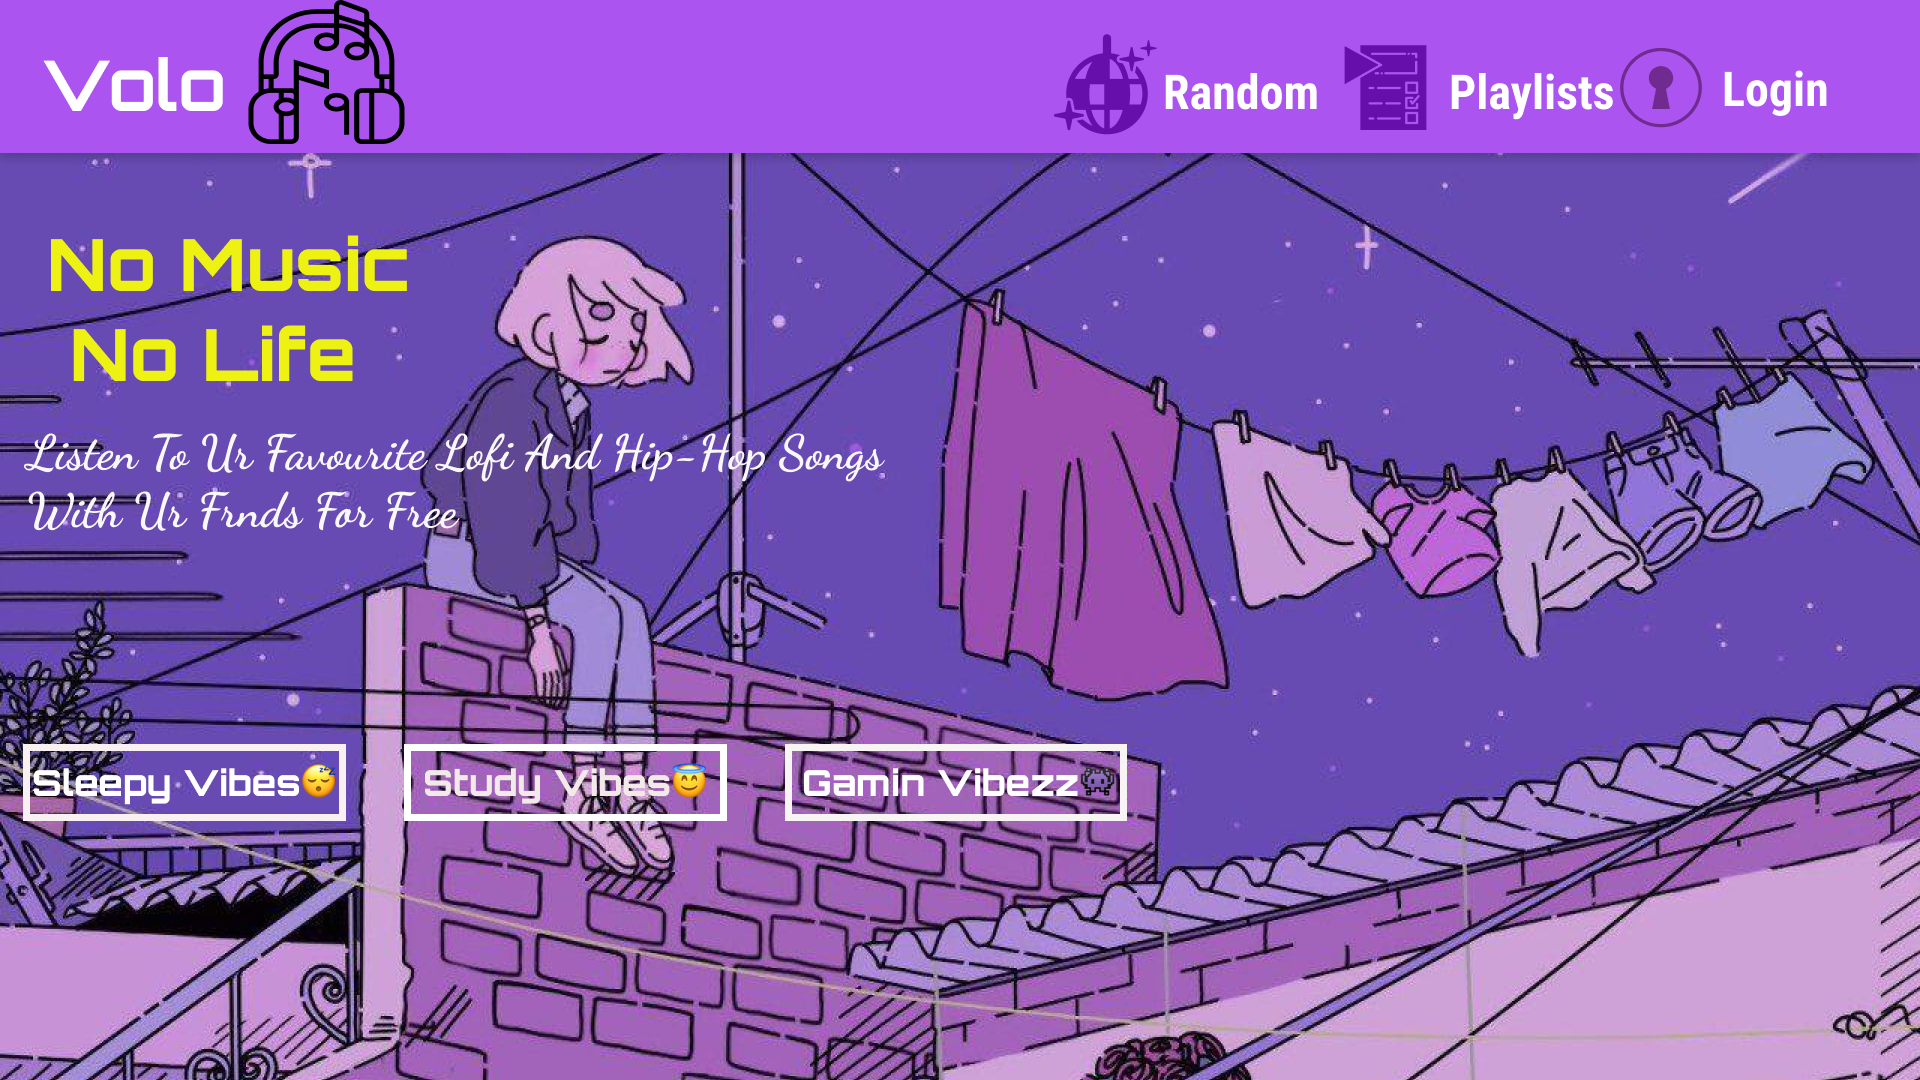 Volo
Random
Playlists
Login
No Music
No Life
Listen To Ur Favourite Lofi And Hip-Hop Songs
With Ur Frnds For Free
Sleepy Vibes😴
Study Vibes😇
Gamin Vibezz👾